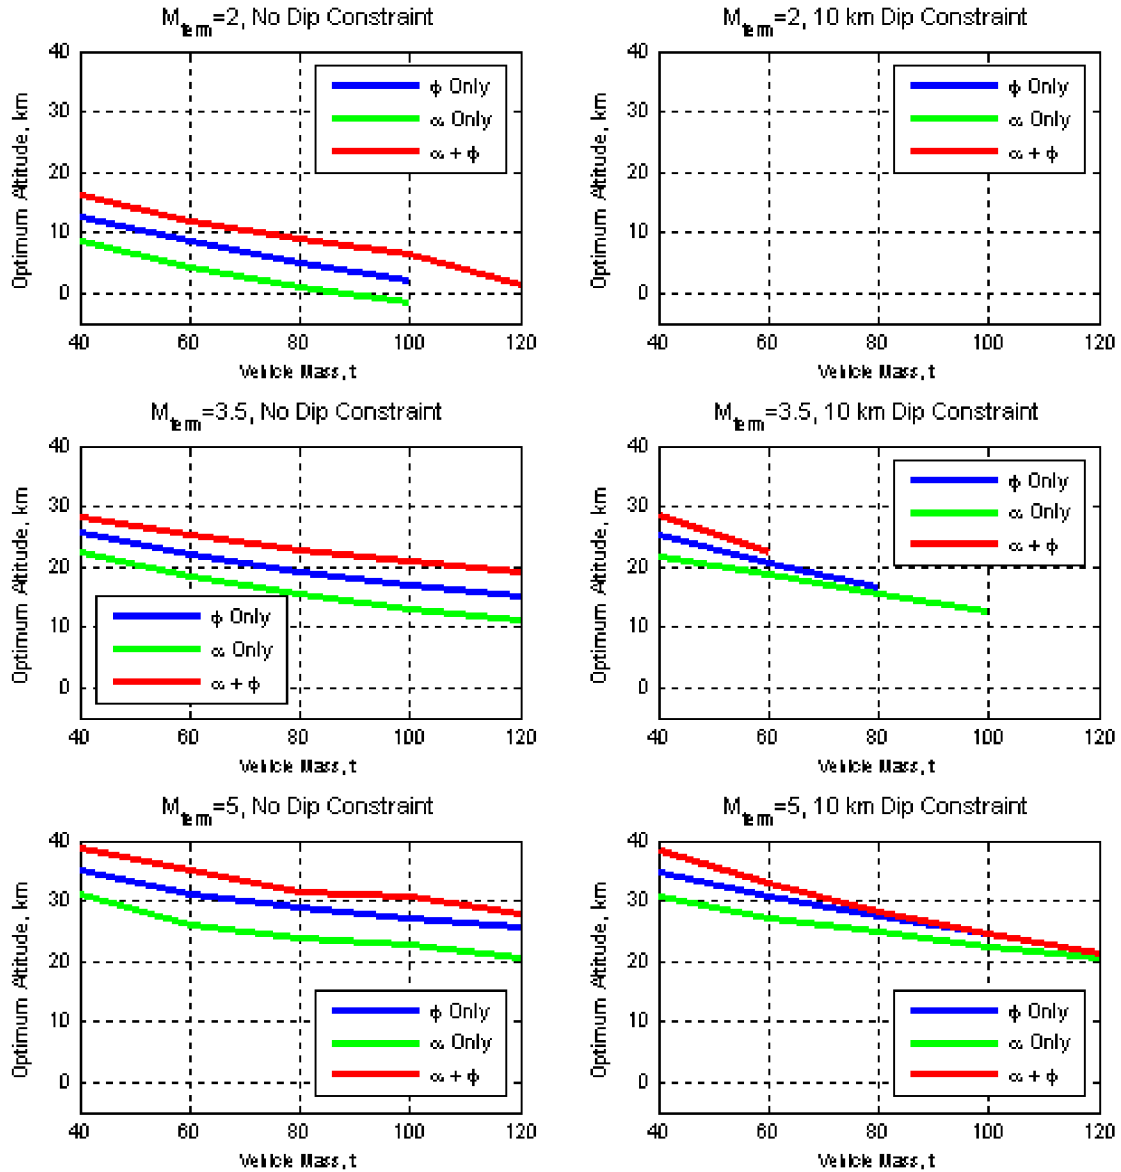 M_term=2, No Dip Constraint
40
30
20
10
0
Optimum Altitude, km
ϕ Only
α Only
α + ϕ
40 60 80 100 120
Vehicle Mass, t
M_term=2, 10 km Dip Constraint
40
30
20
10
0
Optimum Altitude, km
ϕ Only
α Only
α + ϕ
40 60 80 100 120
Vehicle Mass, t
M_term=3.5, No Dip Constraint
40
30
20
10
0
Optimum Altitude, km
ϕ Only
α Only
α + ϕ
40 60 80 100 120
Vehicle Mass, t
M_term=3.5, 10 km Dip Constraint
40
30
20
10
0
Optimum Altitude, km
ϕ Only
α Only
α + ϕ
40 60 80 100 120
Vehicle Mass, t
M_term=5, No Dip Constraint
40
30
20
10
0
Optimum Altitude, km
ϕ Only
α Only
α + ϕ
40 60 80 100 120
Vehicle Mass, t
M_term=5, 10 km Dip Constraint
40
30
20
10
0
Optimum Altitude, km
ϕ Only
α Only
α + ϕ
40 60 80 100 120
Vehicle Mass, t